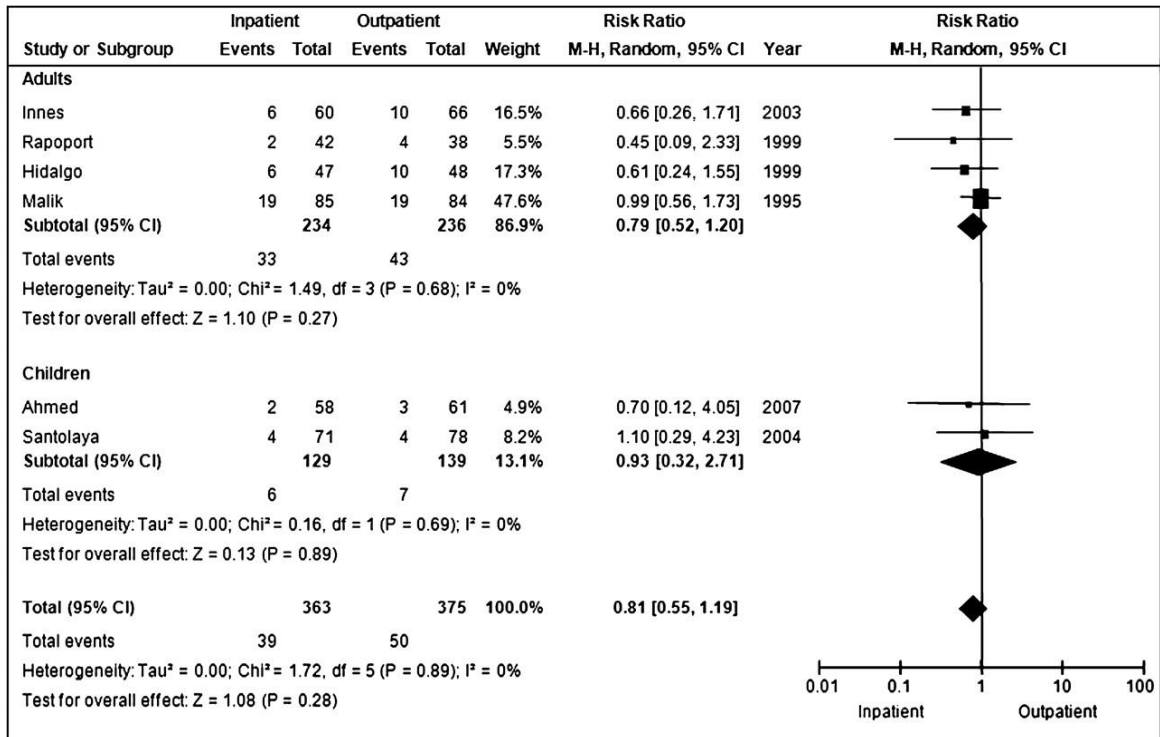 Inpatient Outpatient Risk Ratio Risk Ratio
Study or Subgroup Events Total Events Total Weight M-H, Random, 95% CI Year M-H, Random, 95% CI
Adults
Innes 6 60 10 66 16.5% 0.66 [0.26, 1.71] 2003
Rapoport 2 42 4 38 5.5% 0.45 [0.09, 2.33] 1999
Hidalgo 6 47 10 48 17.3% 0.61 [0.24, 1.55] 1999
Malik 19 85 19 84 47.6% 0.99 [0.56, 1.73] 1995
Subtotal (95% CI) 234 236 86.9% 0.79 [0.52, 1.20]
Total events 33 43
Heterogeneity: Tau² = 0.00; Chi² = 1.49, df = 3 (P = 0.68); I² = 0%
Test for overall effect: Z = 1.10 (P = 0.27)
Children
Ahmed 2 58 3 61 4.9% 0.70 [0.12, 4.05] 2007
Santolaya 4 71 4 78 8.2% 1.10 [0.29, 4.23] 2004
Subtotal (95% CI) 129 139 13.1% 0.93 [0.32, 2.71]
Total events 6 7
Heterogeneity: Tau² = 0.00; Chi² = 0.16, df = 1 (P = 0.69); I² = 0%
Test for overall effect: Z = 0.13 (P = 0.89)
Total (95% CI) 363 375 100.0% 0.81 [0.55, 1.19]
Total events 39 50
Heterogeneity: Tau² = 0.00; Chi² = 1.72, df = 5 (P = 0.89); I² = 0%
Test for overall effect: Z = 1.08 (P = 0.28)
0.01 0.1 1 10 100
Inpatient Outpatient